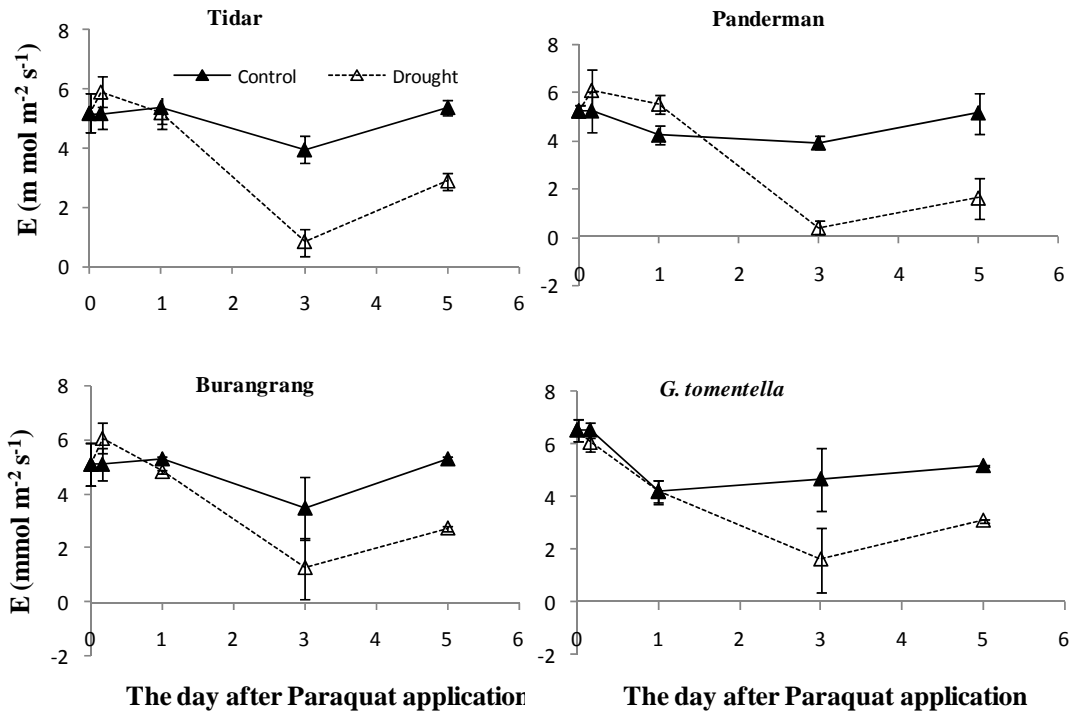 Tidar
8
6
4
2
0
0 1 2 3 4 5 6
E (m mol m-2 s-1)
Control Drought
Panderman
8
6
4
2
0
-2
0 1 2 3 4 5 6
Burangrang
8
6
4
2
0
-2
0 1 2 3 4 5 6
E (mmol m-2 s-1)
The day after Paraquat application
G. tomentella
8
6
4
2
0
-2
0 1 2 3 4 5 6
The day after Paraquat application